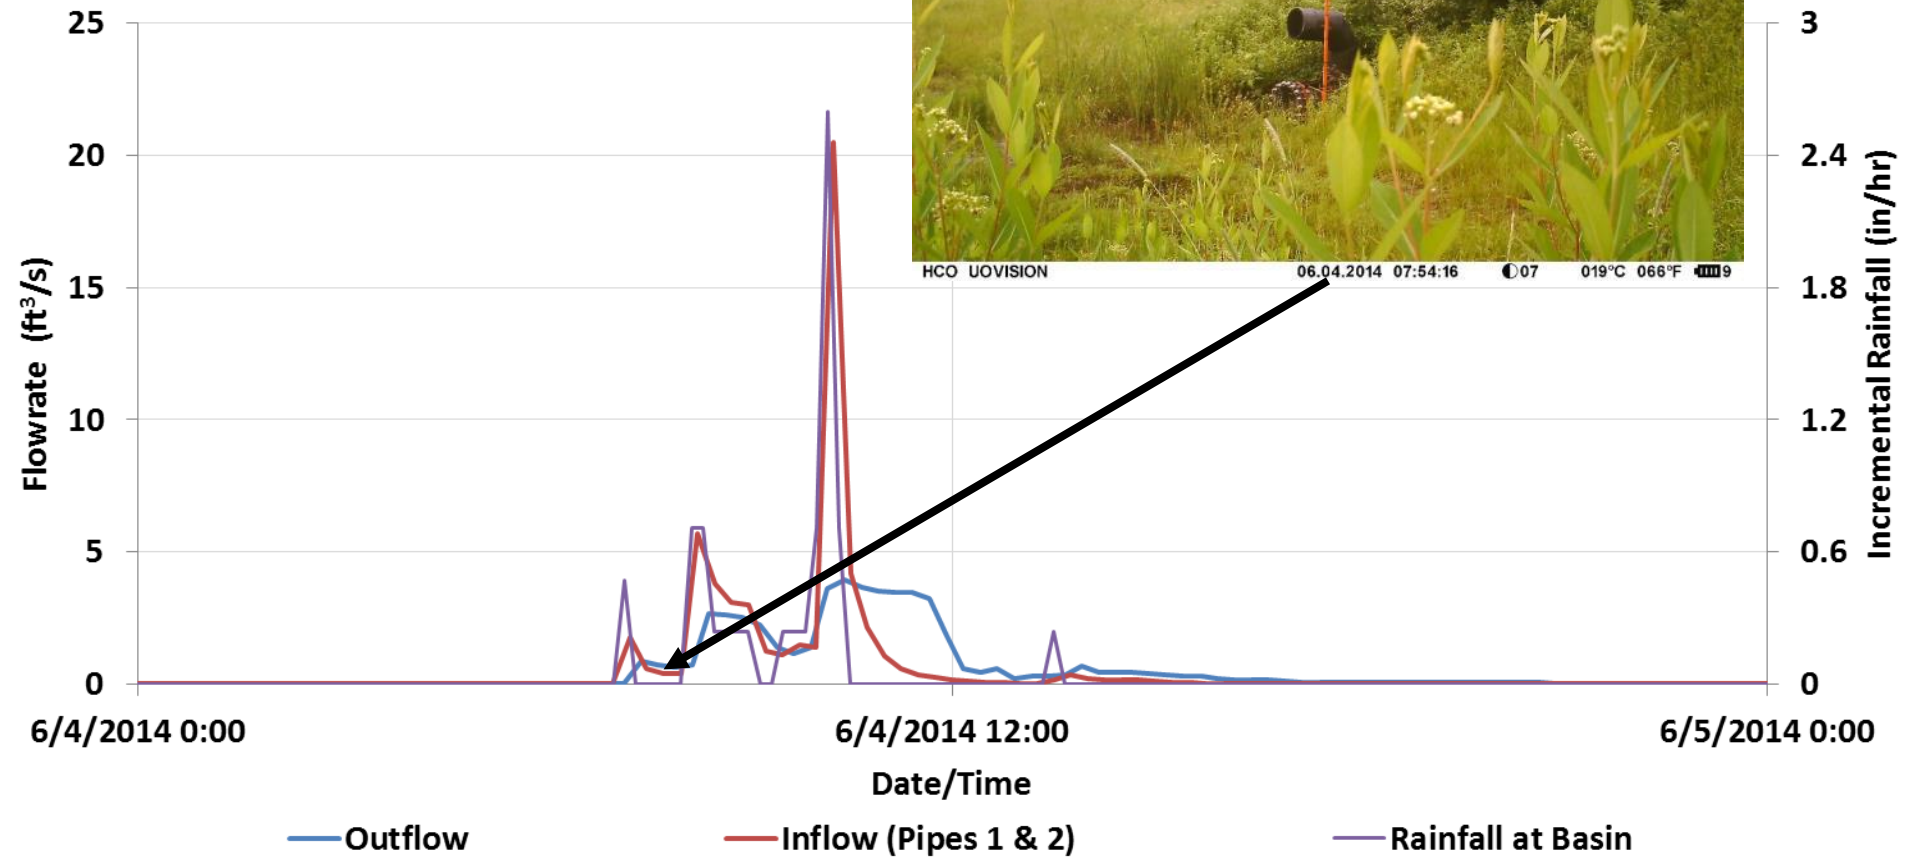 25
20
15
10
5
0
Flowrate (ft³/s)
3
2.4
1.8
1.2
0.6
0
Incremental Rainfall (in/hr)
HCO UOVISION 06.04.2014 07:54:16 07 019°C 066°F 9
6/4/2014 0:00 6/4/2014 12:00 6/5/2014 0:00
Date/Time
Outflow Inflow (Pipes 1 & 2) Rainfall at Basin